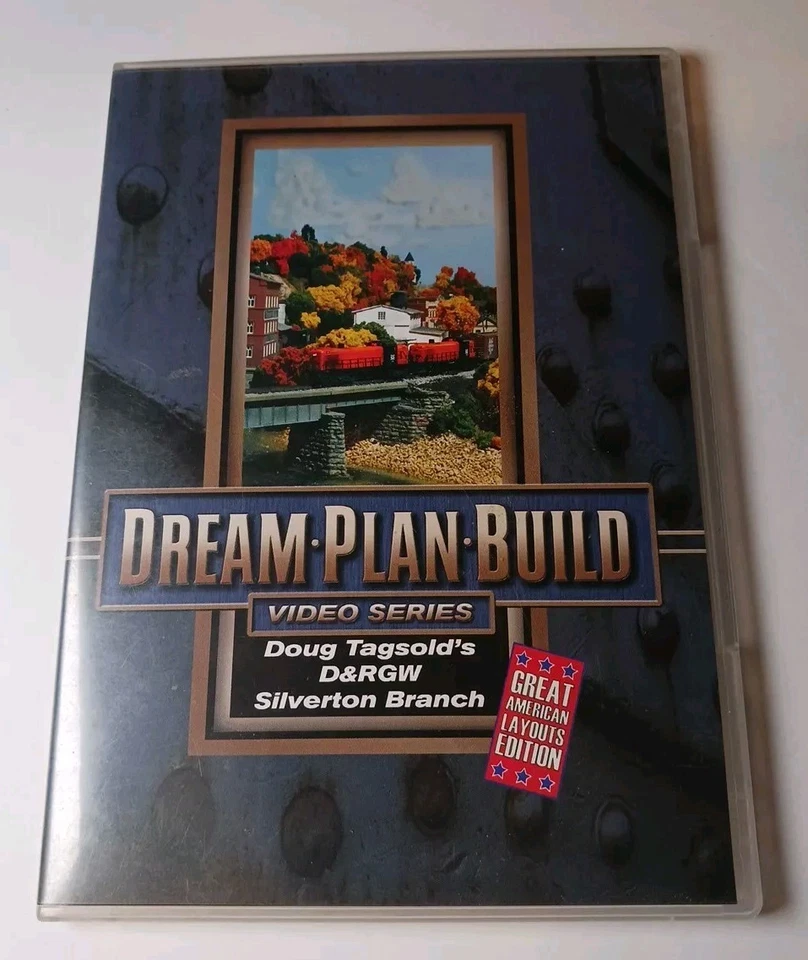 DREAM·PLAN·BUILD
VIDEO SERIES
Doug Tagsold's
D&RGW
Silverton Branch
GREAT
AMERICAN
LAYOUTS
EDITION